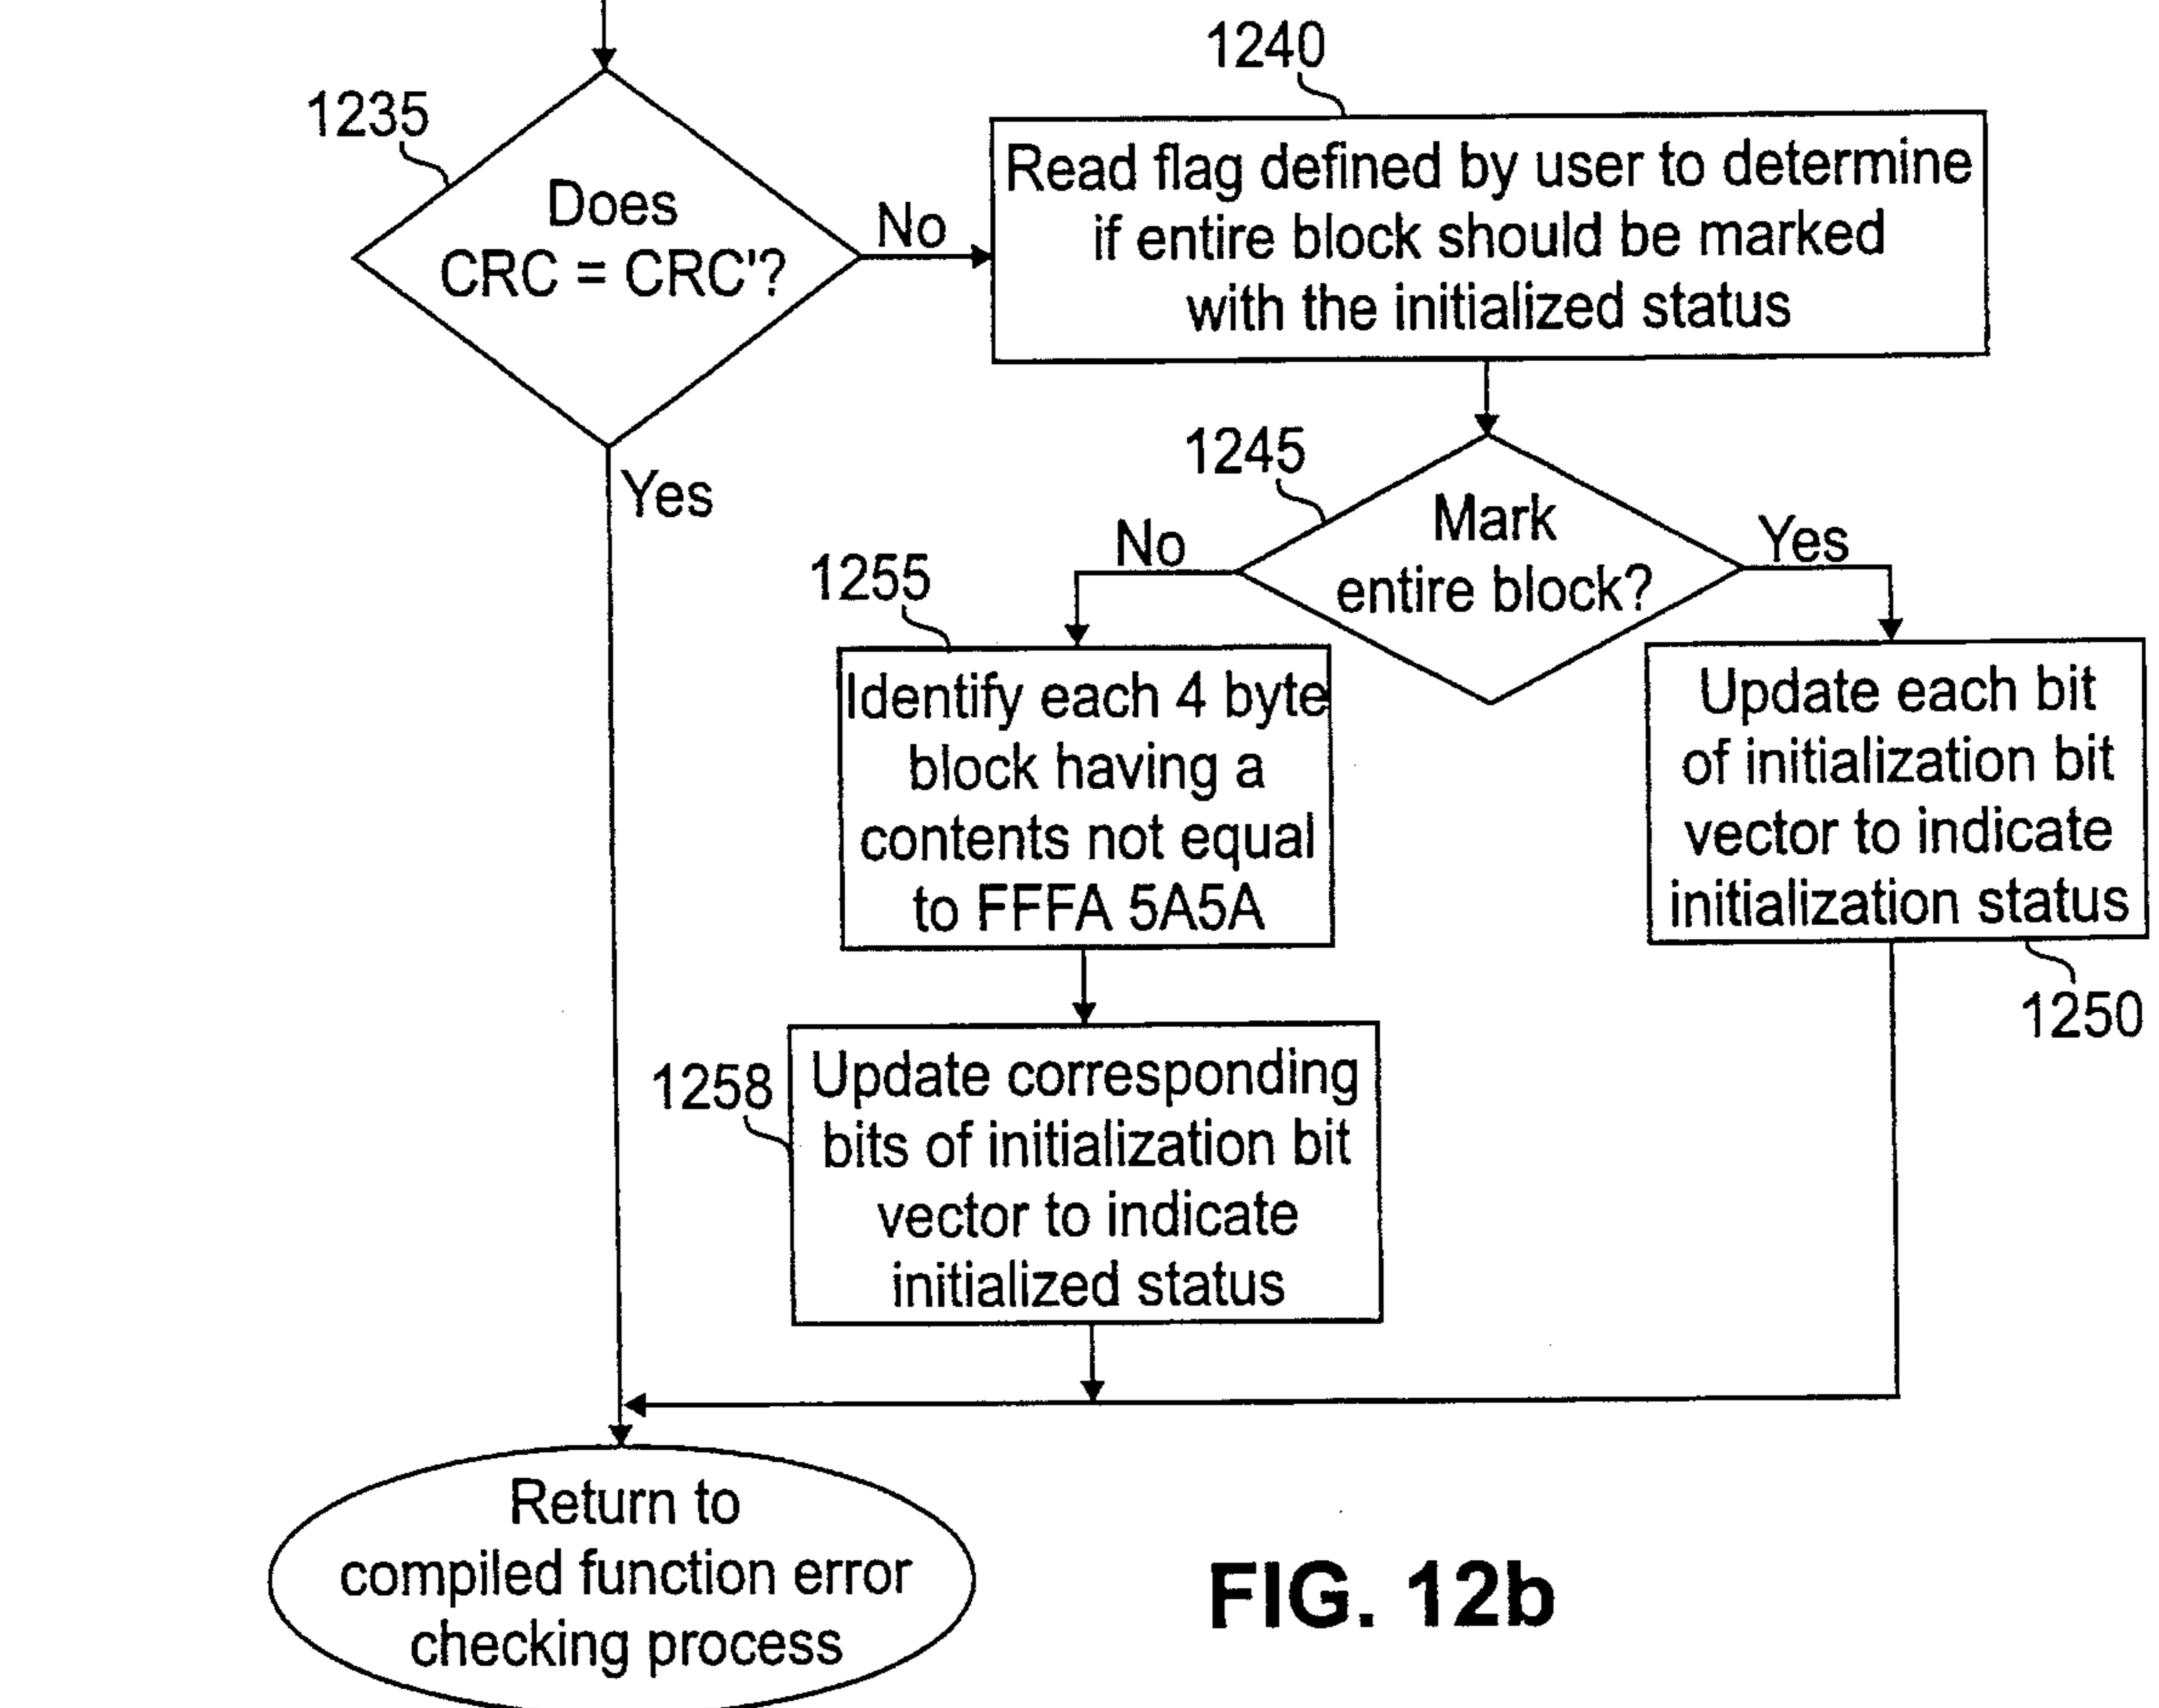 1240
1235
Read flag defined by user to determine
if entire block should be marked
with the initialized status
Does
CRC = CRC'?
No
Yes
1245
Mark
entire block?
No
Yes
1255
Identify each 4 byte
block having a
contents not equal
to FFFA 5A5A
Update each bit
of initialization bit
vector to indicate
initialization status
1250
1258
Update corresponding
bits of initialization bit
vector to indicate
initialized status
Return to
compiled function error
checking process
FIG. 12b